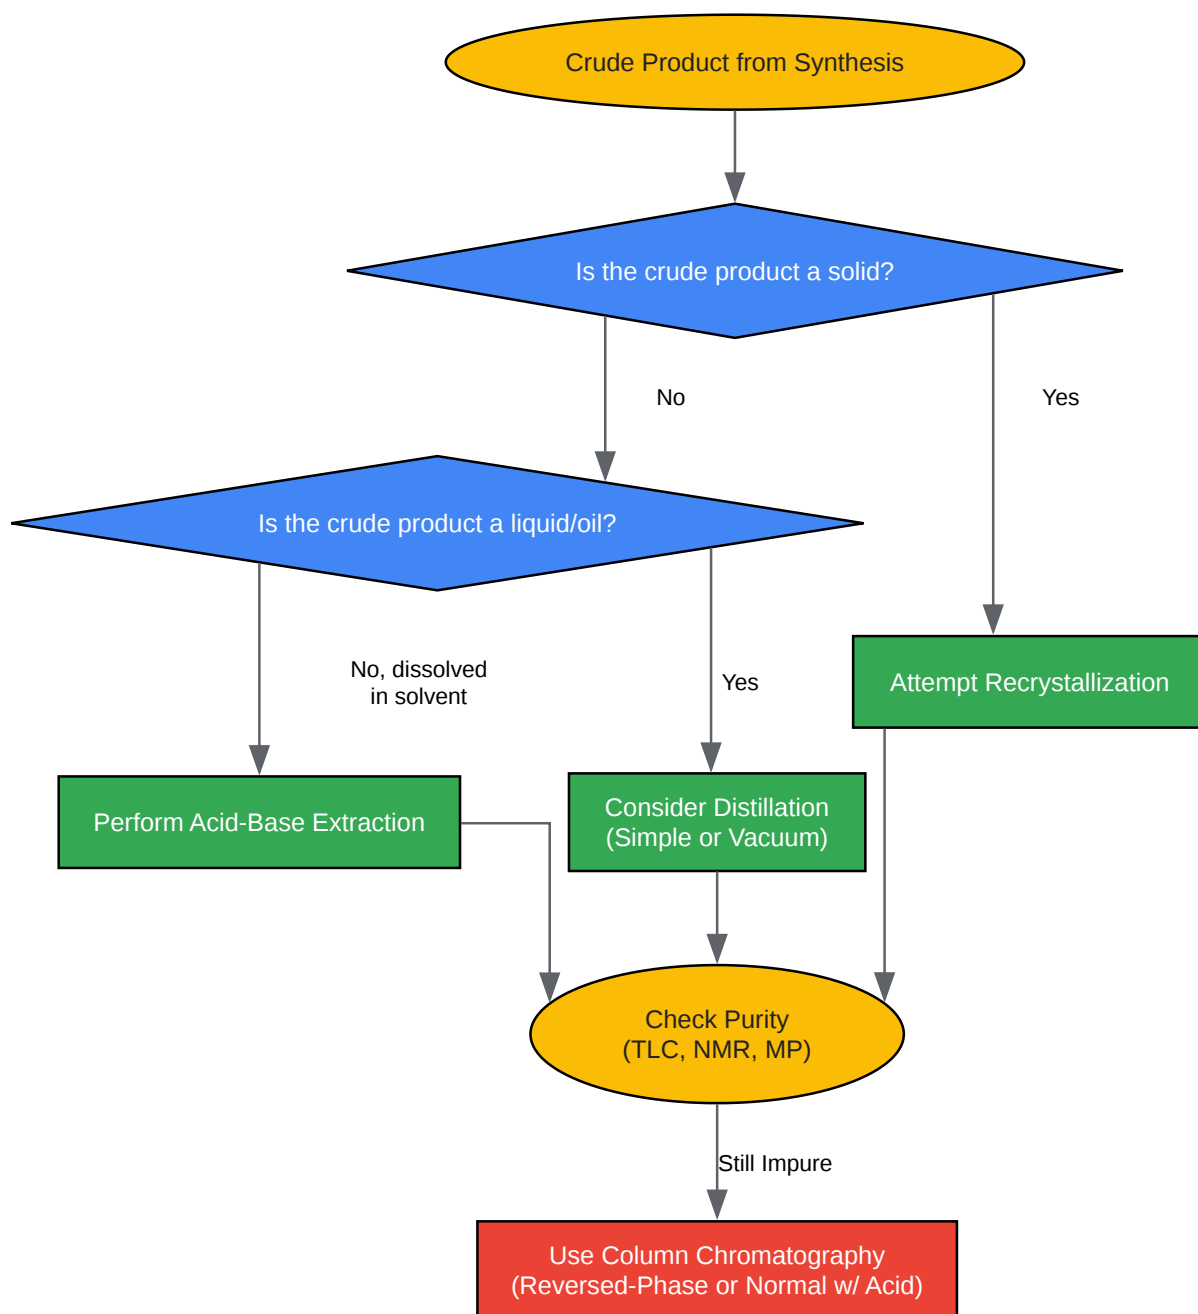 Crude Product from Synthesis
Is the crude product a solid?
No
Yes
Is the crude product a liquid/oil?
No, dissolved
in solvent
Yes
Attempt Recrystallization
Perform Acid-Base Extraction
Consider Distillation
(Simple or Vacuum)
Check Purity
(TLC, NMR, MP)
Still Impure
Use Column Chromatography
(Reversed-Phase or Normal w/ Acid)